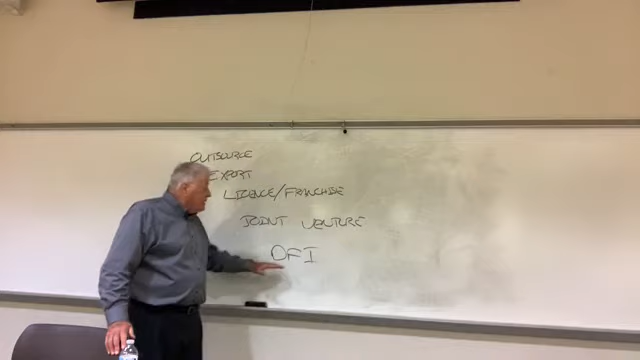 OUTSOURCE
EXPORT
LICENCE/FRANCHISE
JOINT VENTURE
DFI